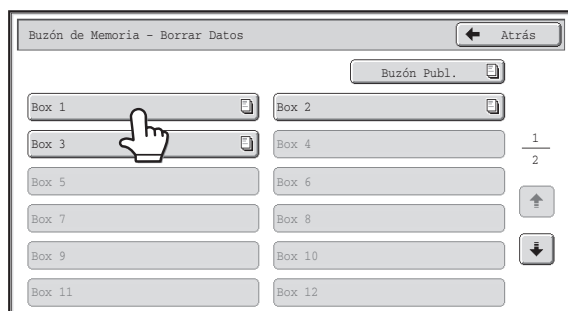 Buzón de Memoria - Borrar Datos
Atrás
Buzón Publ.
Box 1
Box 2
Box 3
Box 4
1
2
Box 5
Box 6
Box 7
Box 8
Box 9
Box 10
Box 11
Box 12